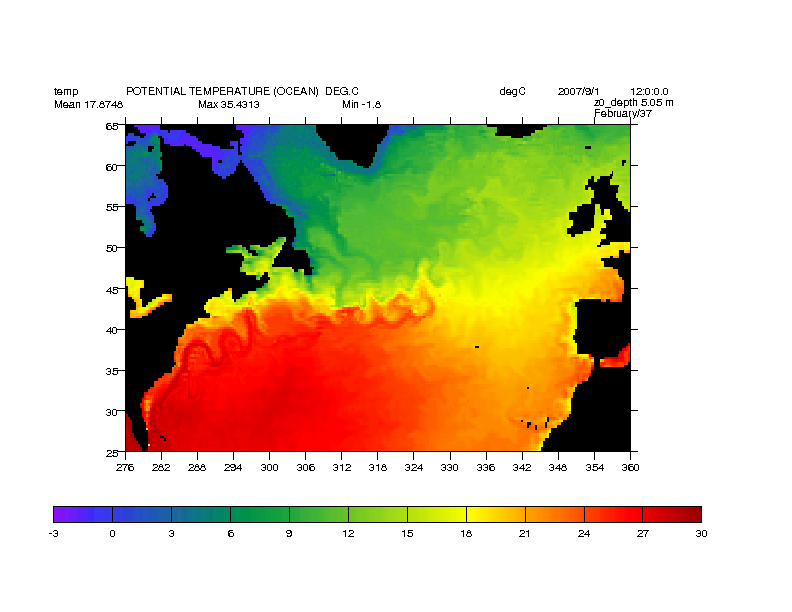 temp POTENTIAL TEMPERATURE (OCEAN) DEG.C degC 2007/9/1 12:0:0.0
Mean 17.8748 Max 35.4313 Min -1.8 z0_depth 5.05 m
February/37
65
60
55
50
45
40
35
30
25
276 282 288 294 300 306 312 318 324 330 336 342 348 354 360
-3 0 3 6 9 12 15 18 21 24 27 30